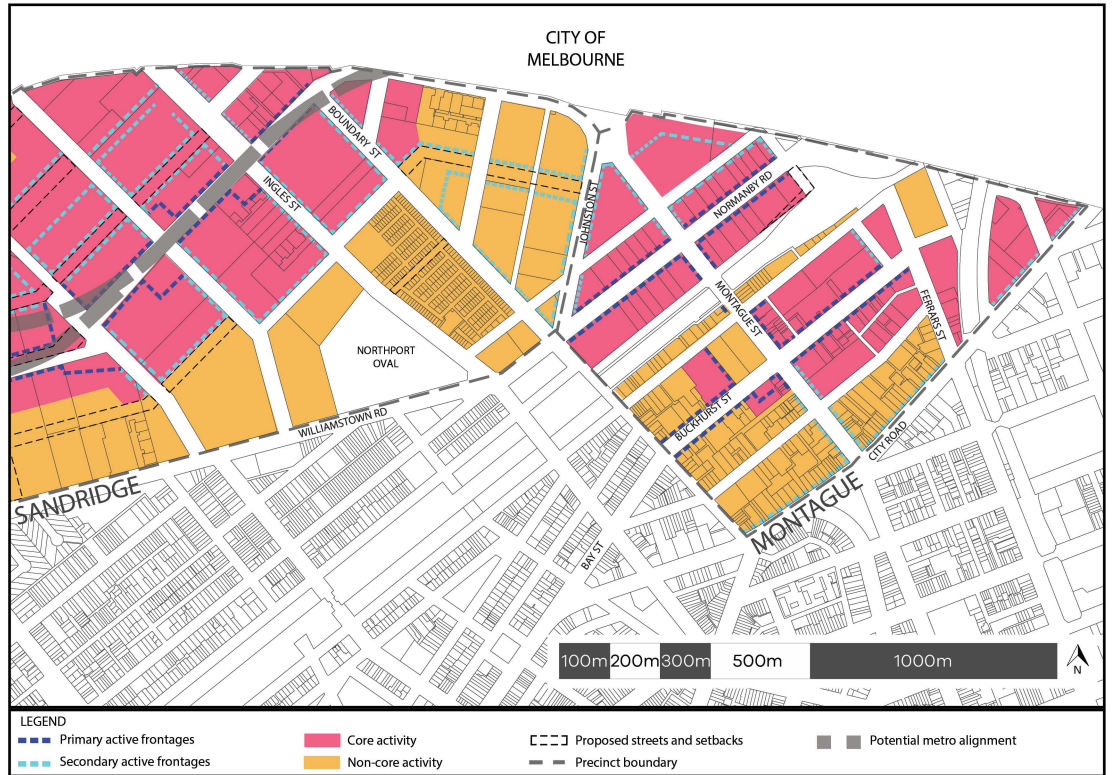 CITY OF
MELBOURNE
BOUNDARY ST
INGLES ST
JOHNSTON ST
NORMANBY RD
MONTAGUE ST
FERRARS ST
NORTHPORT
OVAL
BUCKHURST ST
WILLIAMSTOWN RD
CITY ROAD
SANDRIDGE
MONTAGUE
BAY ST
100m 200m 300m 500m 1000m
N
LEGEND
Primary active frontages
Core activity
Proposed streets and setbacks
Potential metro alignment
Secondary active frontages
Non-core activity
Precinct boundary